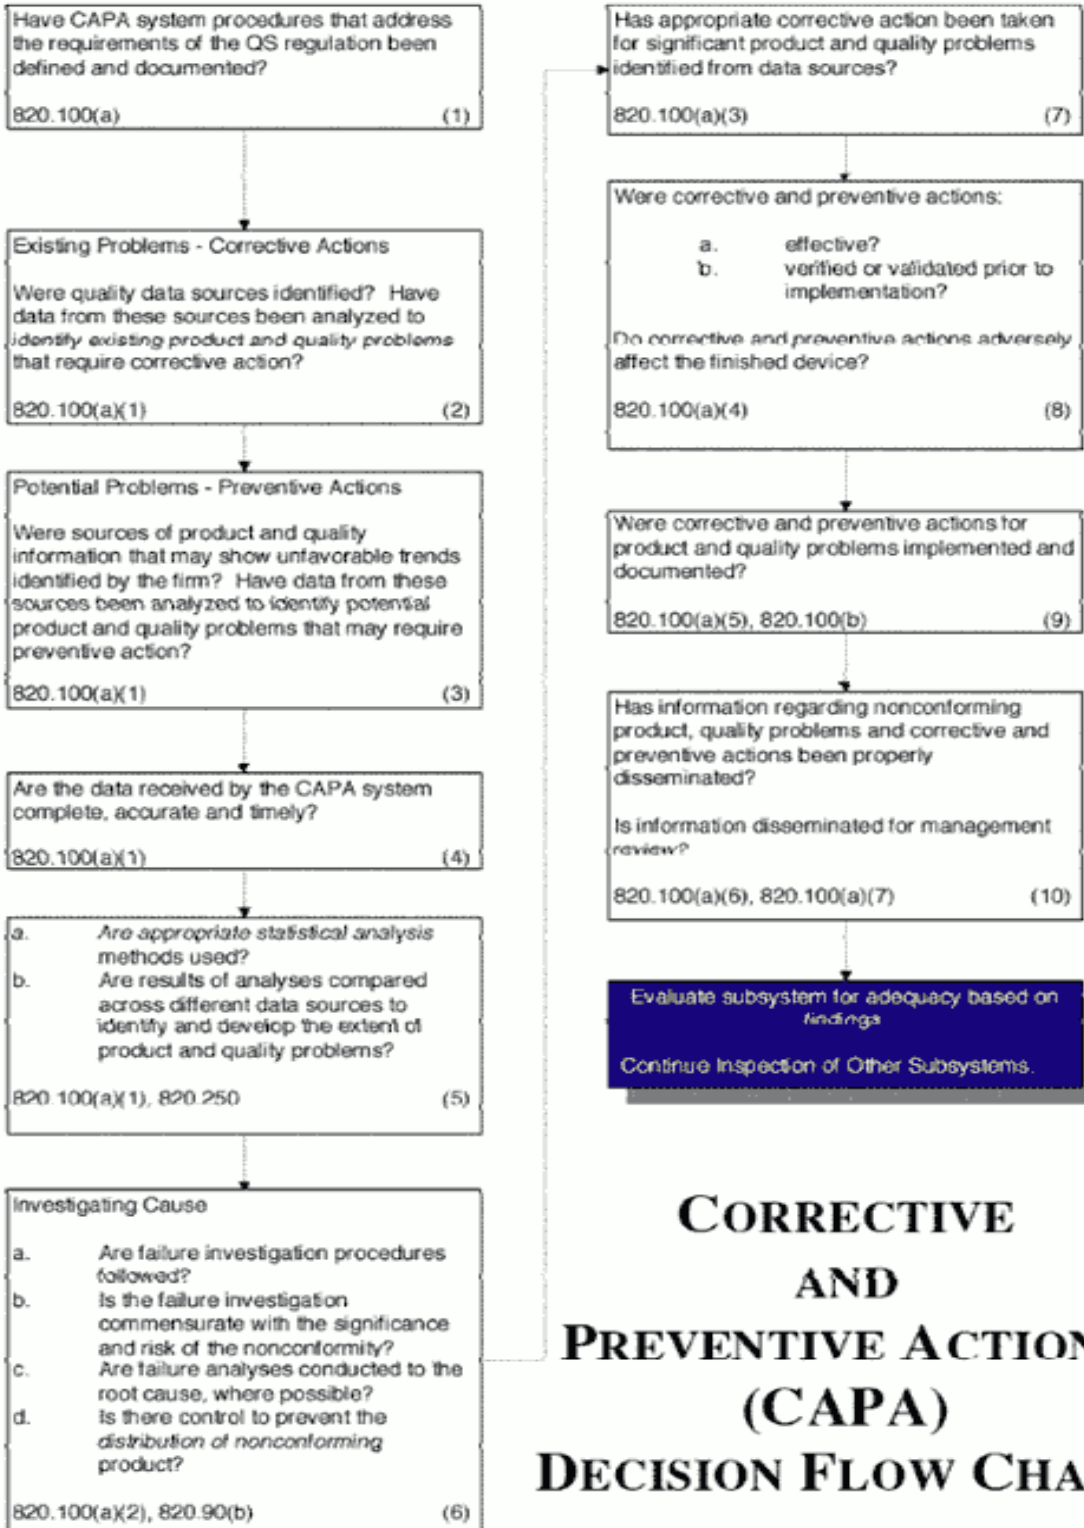 Have CAPA system procedures that address
the requirements of the QS regulation been
defined and documented?
820.100(a) (1)
Existing Problems - Corrective Actions
Were quality data sources identified? Have
data from these sources been analyzed to
identify existing product and quality problems
that require corrective action?
820.100(a)(1) (2)
Potential Problems - Preventive Actions
Were sources of product and quality
information that may show unfavorable trends
identified by the firm? Have data from these
sources been analyzed to identify potential
product and quality problems that may require
preventive action?
820.100(a)(1) (3)
Are the data received by the CAPA system
complete, accurate and timely?
820.100(a)(1) (4)
a. Are appropriate statistical analysis
methods used?
b. Are results of analyses compared
across different data sources to
identify and develop the extent of
product and quality problems?
820.100(a)(1), 820.250 (5)
Investigating Cause
a. Are failure investigation procedures
followed?
b. Is the failure investigation
commensurate with the significance
and risk of the nonconformity?
c. Are failure analyses conducted to the
root cause, where possible?
d. Is there control to prevent the
distribution of nonconforming
product?
820.100(a)(2), 820.90(b) (6)
Has appropriate corrective action been taken
for significant product and quality problems
identified from data sources?
820.100(a)(3) (7)
Were corrective and preventive actions:
a. effective?
b. verified or validated prior to
implementation?
Do corrective and preventive actions adversely
affect the finished device?
820.100(a)(4) (8)
Were corrective and preventive actions for
product and quality problems implemented and
documented?
820.100(a)(5), 820.100(b) (9)
Has information regarding nonconforming
product, quality problems and corrective and
preventive actions been properly
disseminated?
Is information disseminated for management
review?
820.100(a)(6), 820.100(a)(7) (10)
Evaluate subsystem for adequacy based on
findings
Continue Inspection of Other Subsystems.
CORRECTIVE
AND
PREVENTIVE ACTION
(CAPA)
DECISION FLOW CHA